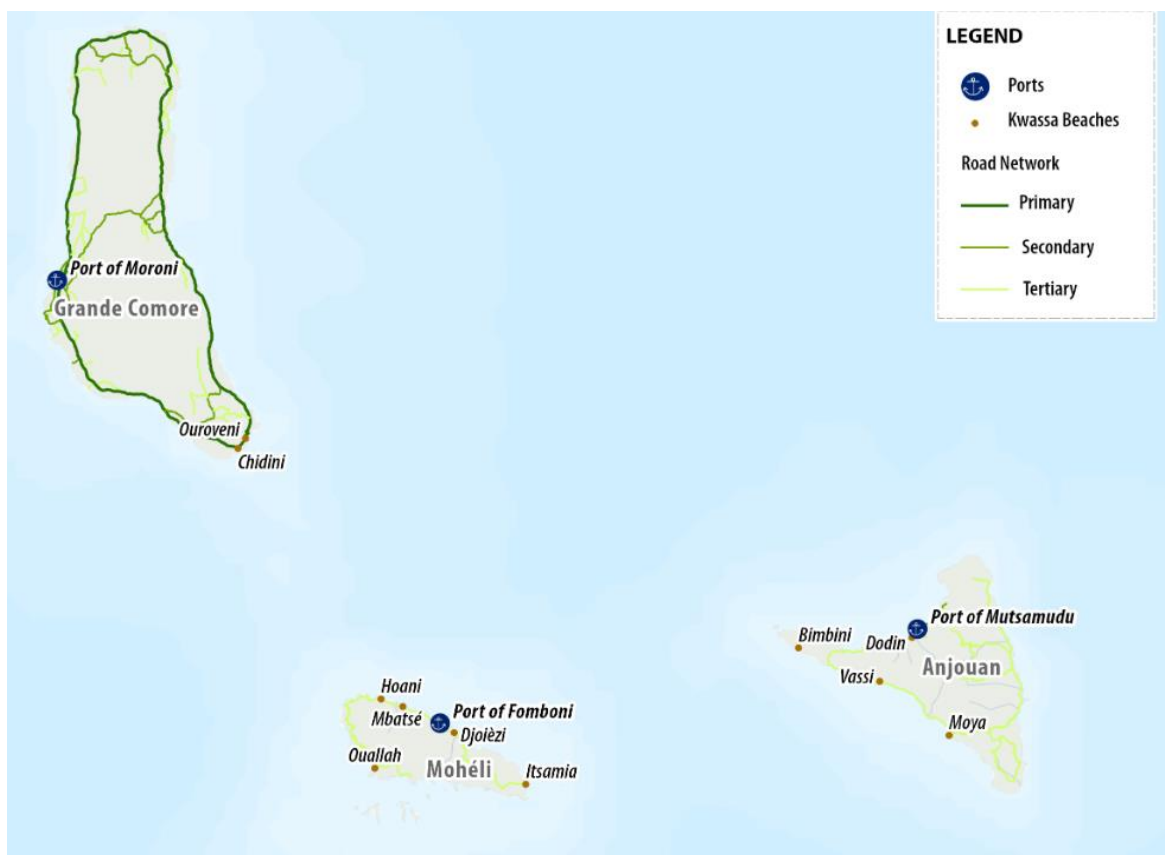 LEGEND
Ports
Kwassa Beaches
Road Network
Primary
Secondary
Tertiary
Port of Moroni
Grande Comore
Ouroveni
Chidini
Port of Mutsamudu
Bimbini
Dodin
Anjouan
Vassi
Moya
Hoani
Mbatsé
Port of Fomboni
Djoièzi
Ouallah
Mohéli
Itsamia